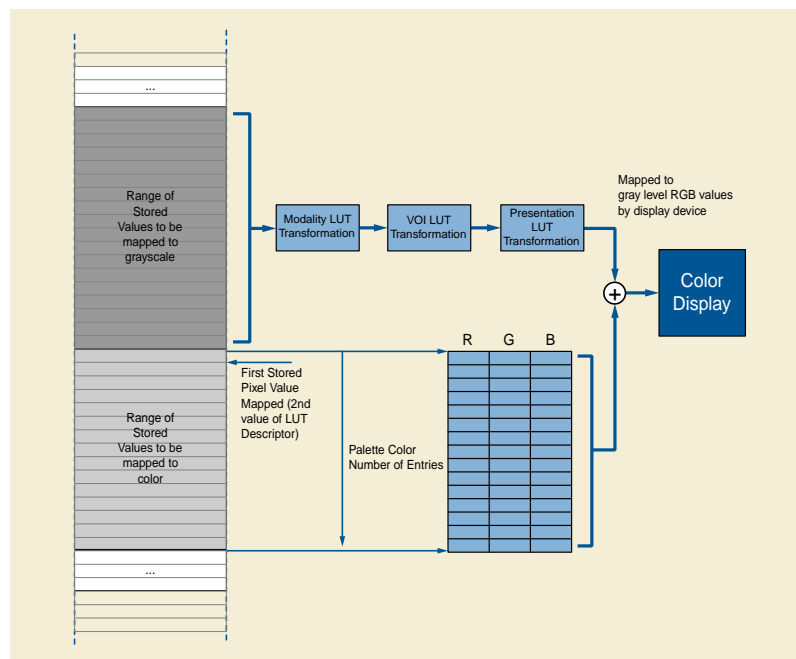 ...
Range of
Stored
Values to be
mapped to
grayscale
Modality LUT
Transformation
VOI LUT
Transformation
Presentation
LUT
Transformation
Mapped to
gray level RGB values
by display device
Color
Display
+
R G B
First Stored
Pixel Value
Mapped (2nd
value of LUT
Descriptor)
Range of
Stored
Values to be
mapped to
color
Palette Color
Number of Entries
...